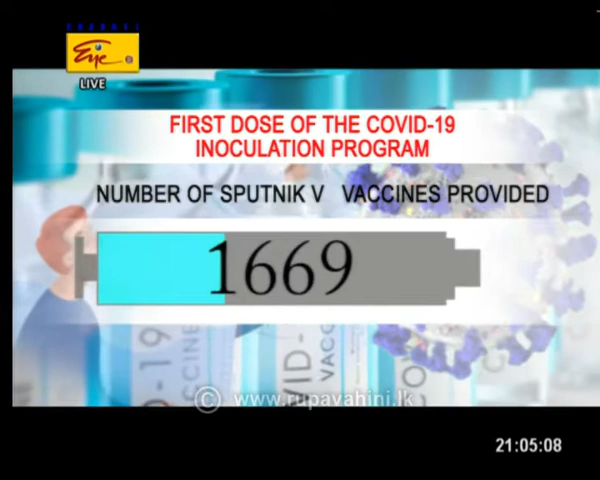 CHANNEL
Eye
LIVE
FIRST DOSE OF THE COVID-19
INOCULATION PROGRAM
NUMBER OF SPUTNIK V VACCINES PROVIDED
1669
© www.rupavahini.lk
21:05:08